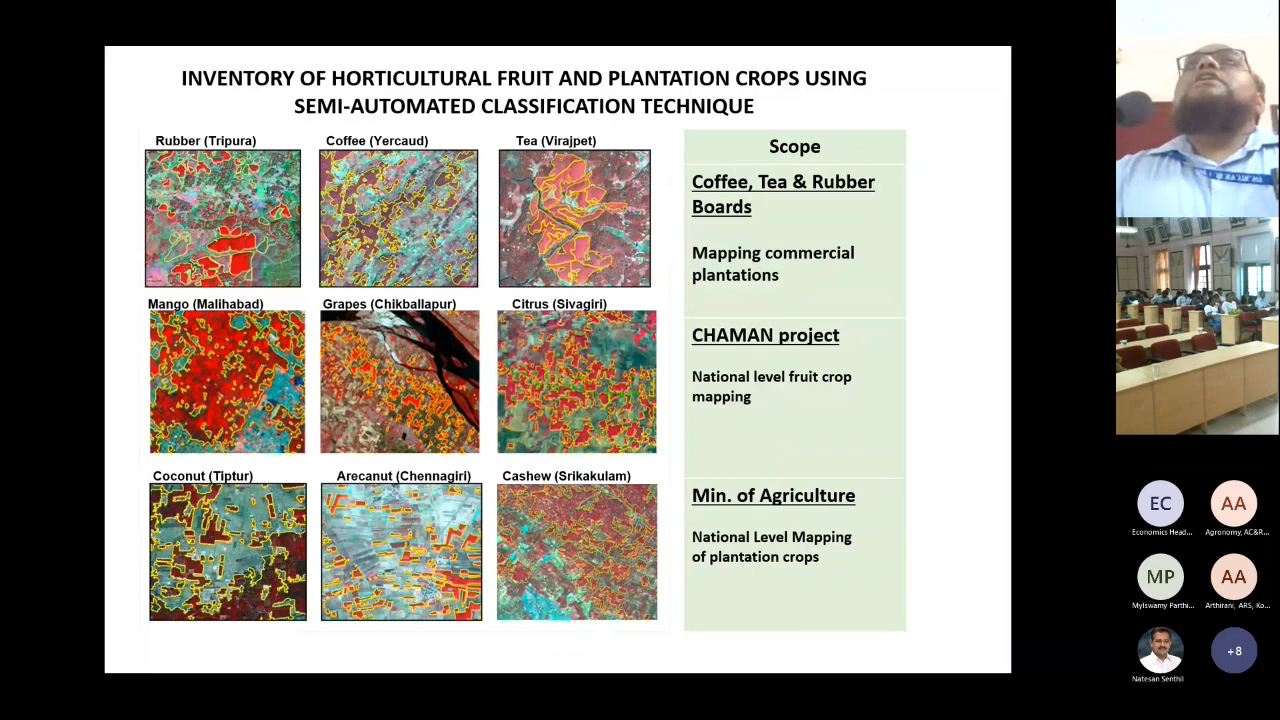 INVENTORY OF HORTICULTURAL FRUIT AND PLANTATION CROPS USING
SEMI-AUTOMATED CLASSIFICATION TECHNIQUE
Rubber (Tripura)
Coffee (Yercaud)
Tea (Virajpet)
Mango (Malihabad)
Grapes (Chikballapur)
Citrus (Sivagiri)
Coconut (Tiptur)
Arecanut (Chennagiri)
Cashew (Srikakulam)
Scope
Coffee, Tea & Rubber
Boards
Mapping commercial
plantations
CHAMAN project
National level fruit crop
mapping
Min. of Agriculture
National Level Mapping
of plantation crops
EC
Economics Head...
AA
Agronomy, AC&R...
MP
Mylswamy Parthi...
AA
Arthirani, ARS, Ko...
Natesan Senthil
+8